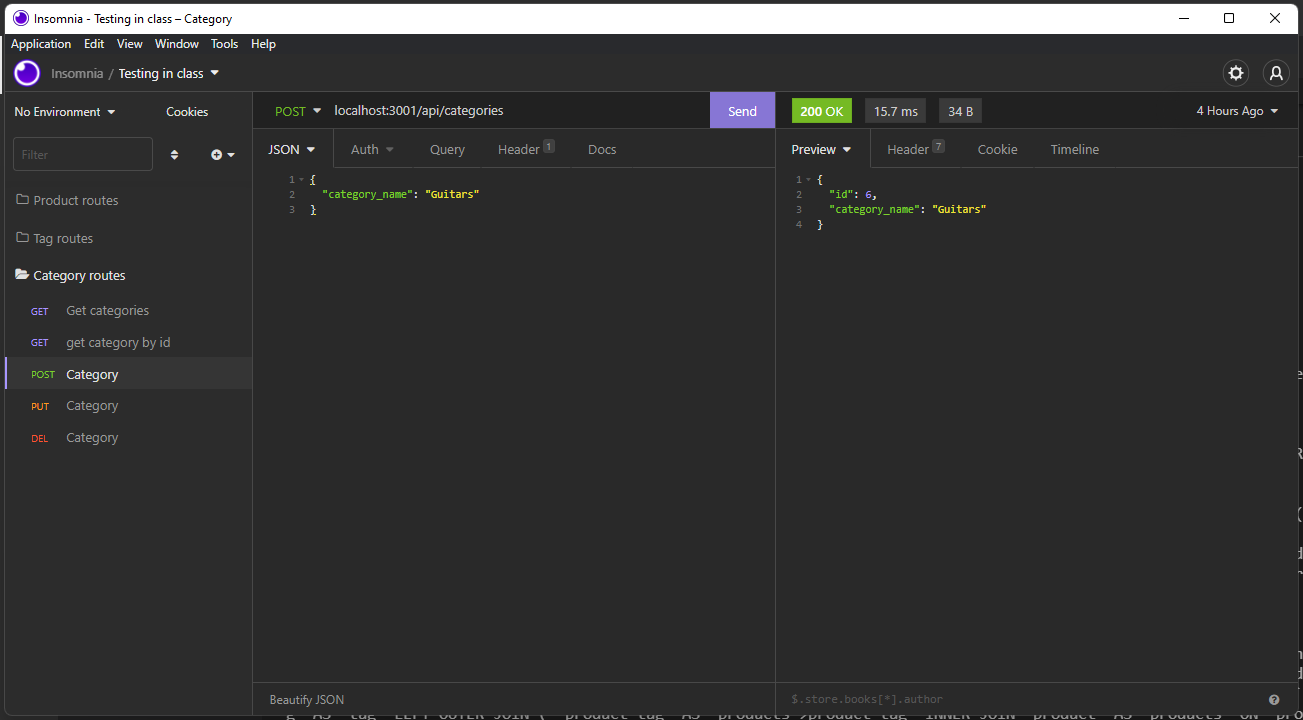 Insomnia - Testing in class – Category
Application Edit View Window Tools Help
Insomnia / Testing in class
No Environment Cookies
POST localhost:3001/api/categories Send
200 OK 15.7 ms 34 B 4 Hours Ago
Filter
JSON Auth Query Header 1 Docs
Preview Header 7 Cookie Timeline
Product routes
Tag routes
Category routes
GET Get categories
GET get category by id
POST Category
PUT Category
DEL Category
1 {
2 "category_name": "Guitars"
3 }
1 {
2 "id": 6,
3 "category_name": "Guitars"
4 }
Beautify JSON
$.store.books[*].author